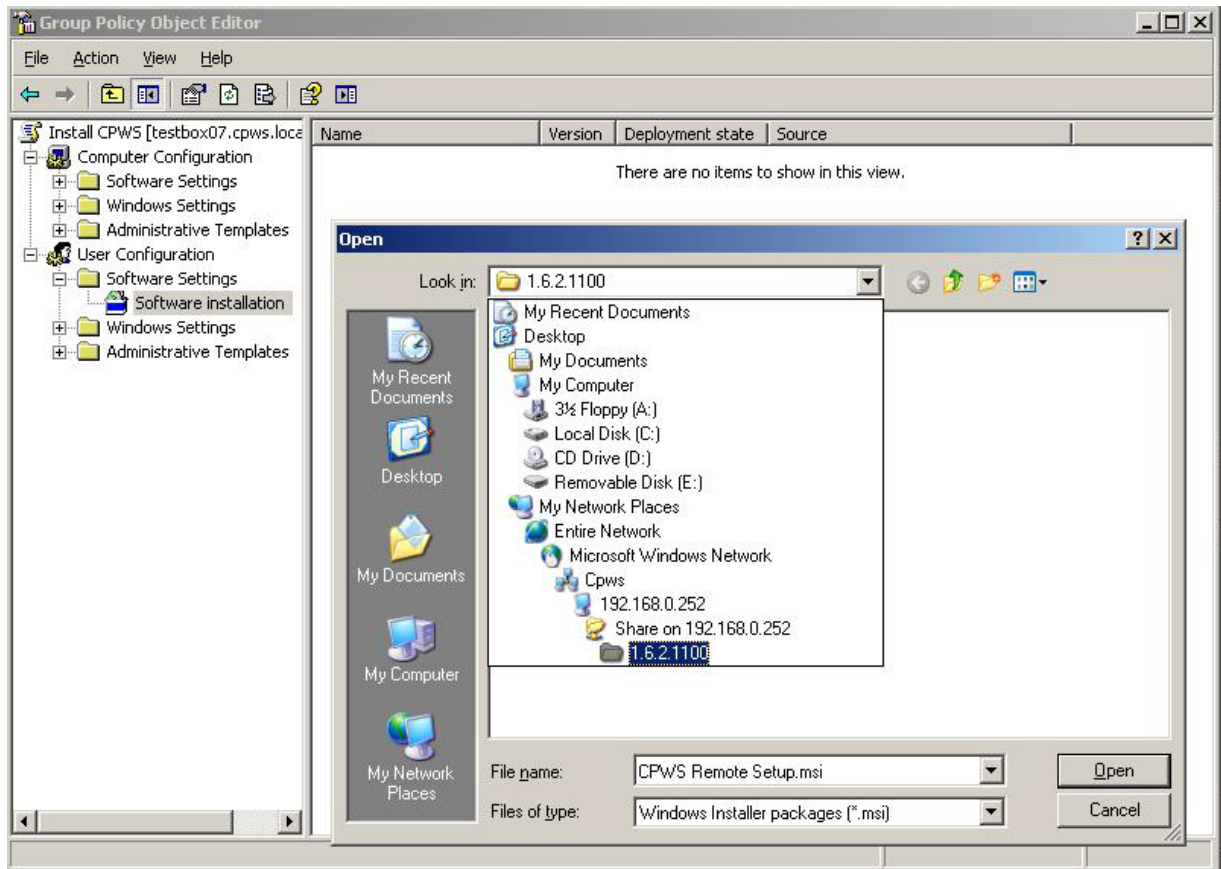 Group Policy Object Editor
File Action View Help
Install CPWS [testbox07.cpws.loca
Computer Configuration
Software Settings
Windows Settings
Administrative Templates
User Configuration
Software Settings
Software installation
Windows Settings
Administrative Templates
Name Version Deployment state Source
There are no items to show in this view.
Open
Look in: 1.6.2.1100
My Recent Documents
Desktop
My Documents
My Computer
3½ Floppy (A:)
Local Disk (C:)
CD Drive (D:)
Removable Disk (E:)
My Network Places
Entire Network
Microsoft Windows Network
Cpws
192.168.0.252
Share on 192.168.0.252
1.6.2.1100
My Recent
Documents
Desktop
My Documents
My Computer
My Network
Places
File name: CPWS Remote Setup.msi Open
Files of type: Windows Installer packages (*.msi) Cancel